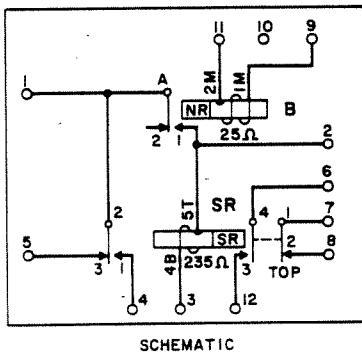 11 10 9
1 A
2M 1M
NR B
2 1 25Ω
2
6
5T SR
2 4 1 7
SR
5 3 1 4B 235Ω 3 2 8
TOP
4 3 12
SCHEMATIC